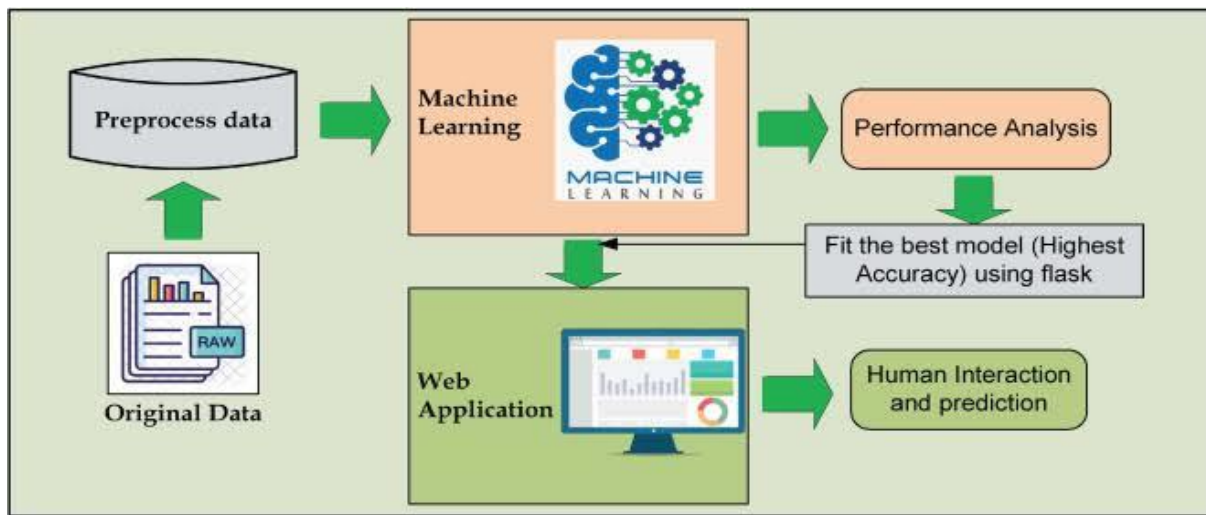 Preprocess data
Machine
Learning
MACHINE
LEARNING
Performance Analysis
Fit the best model (Highest
Accuracy) using flask
RAW
Original Data
Web
Application
Human Interaction
and prediction